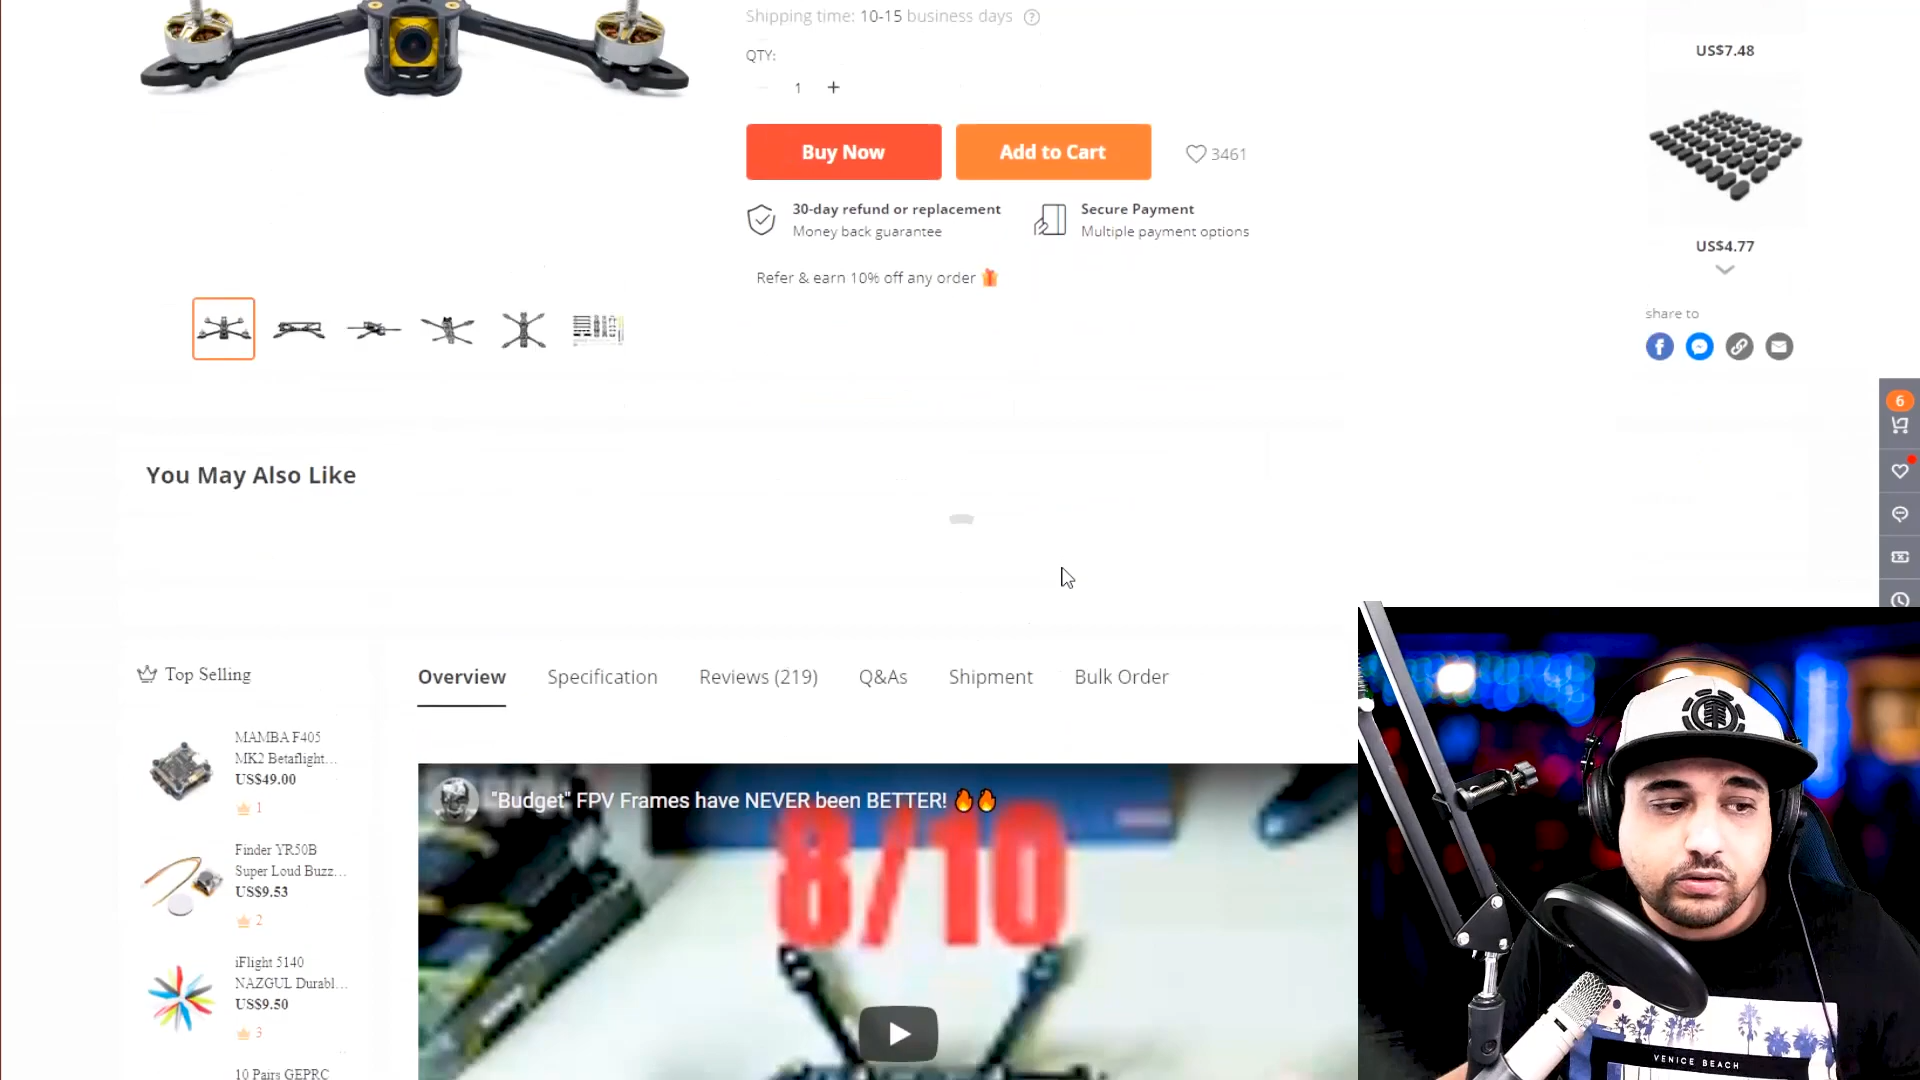 Shipping time: 10-15 business days
QTY:
1 +
Buy Now
Add to Cart
3461
30-day refund or replacement
Money back guarantee
Secure Payment
Multiple payment options
Refer & earn 10% off any order
US$7.48
US$4.77
share to
6
You May Also Like
Top Selling
MAMBA F405
MK2 Betaflight...
US$49.00
1
Finder YR50B
Super Loud Buzz...
US$9.53
2
iFlight 5140
NAZGUL Durabl...
US$9.50
3
10 Pairs GEPRC
Overview
Specification
Reviews (219)
Q&As
Shipment
Bulk Order
"Budget" FPV Frames have NEVER been BETTER! 🔥🔥
8/10
VENICE BEACH